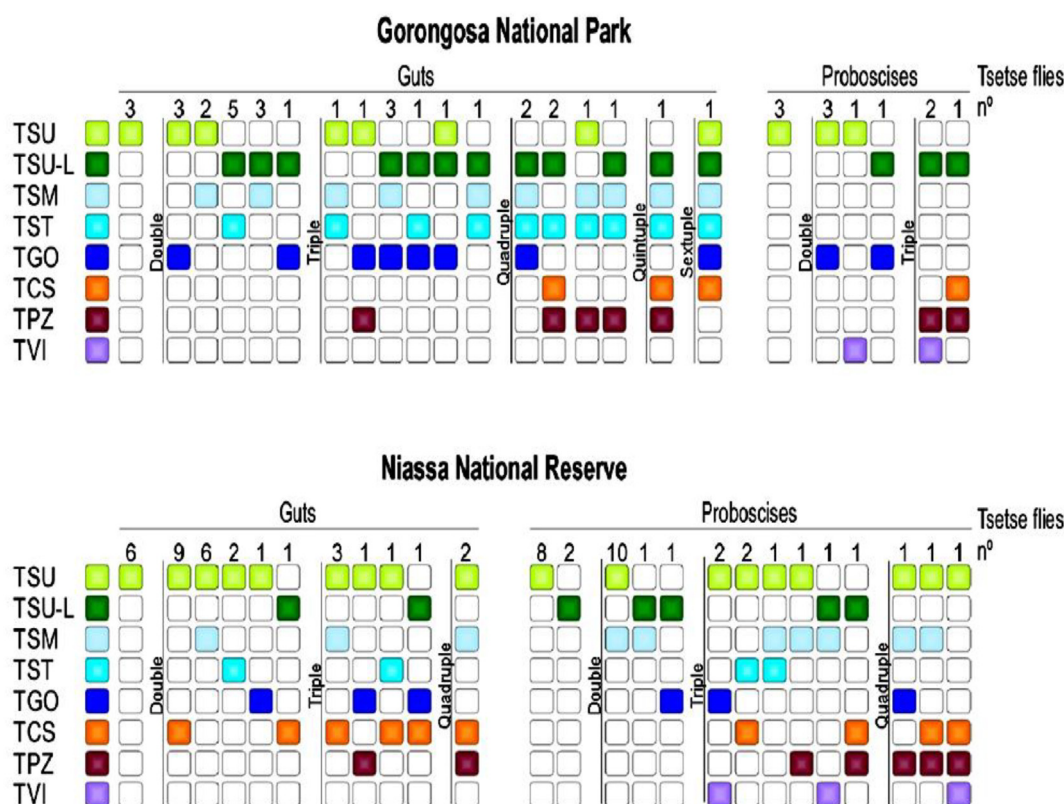 Gorongosa National Park
Guts Proboscises Tsetse flies
3 3 2 5 3 1 1 1 3 1 1 1 2 2 1 1 1 1 3 3 1 1 2 1 nº
TSU
TSU-L
TSM
TST
TGO
TCS
TPZ
TVI
Double
Triple
Quadruple
Quintuple
Sextuple
Double
Triple
Niassa National Reserve
Guts Proboscises Tsetse flies
6 9 6 2 1 1 3 1 1 1 2 8 2 10 1 1 2 2 1 1 1 1 1 1 1 nº
TSU
TSU-L
TSM
TST
TGO
TCS
TPZ
TVI
Double
Triple
Quadruple
Double
Triple
Quadruple